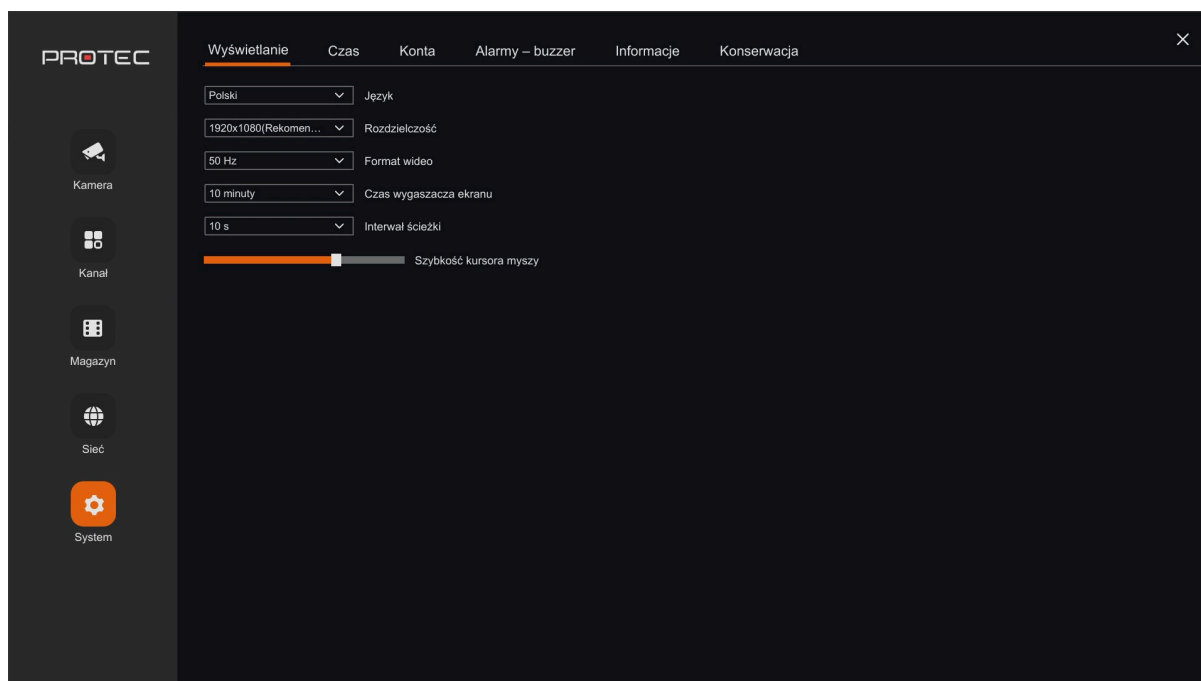 PROTEC
Wyświetlanie Czas Konta Alarmy – buzzer Informacje Konserwacja
Polski Język
1920x1080(Rekomen... Rozdzielczość
50 Hz Format wideo
10 minuty Czas wygaszacza ekranu
10 s Interwał ścieżki
Szybkość kursora myszy
Kamera
Kanał
Magazyn
Sieć
System